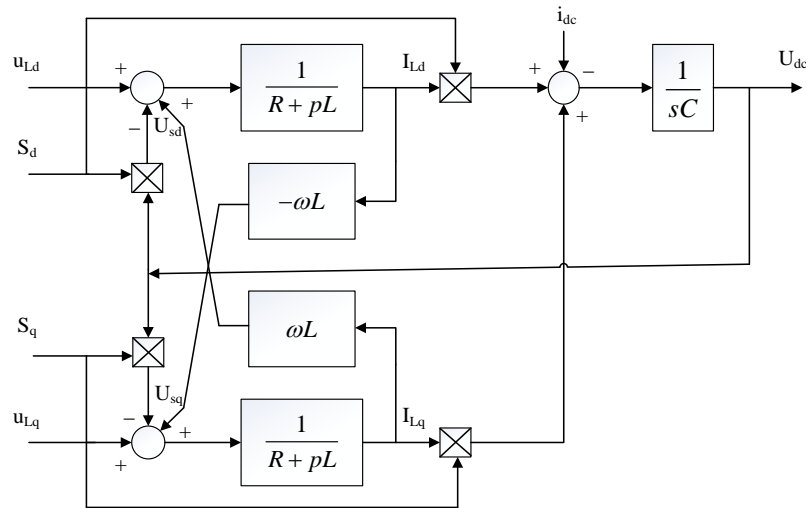 i_dc
u_Ld
+
+
−
U_sd
1
R + pL
I_Ld
+
−
+
1
sC
U_dc
S_d
−ωL
S_q
ωL
U_sq
u_Lq
−
+
+
1
R + pL
I_Lq